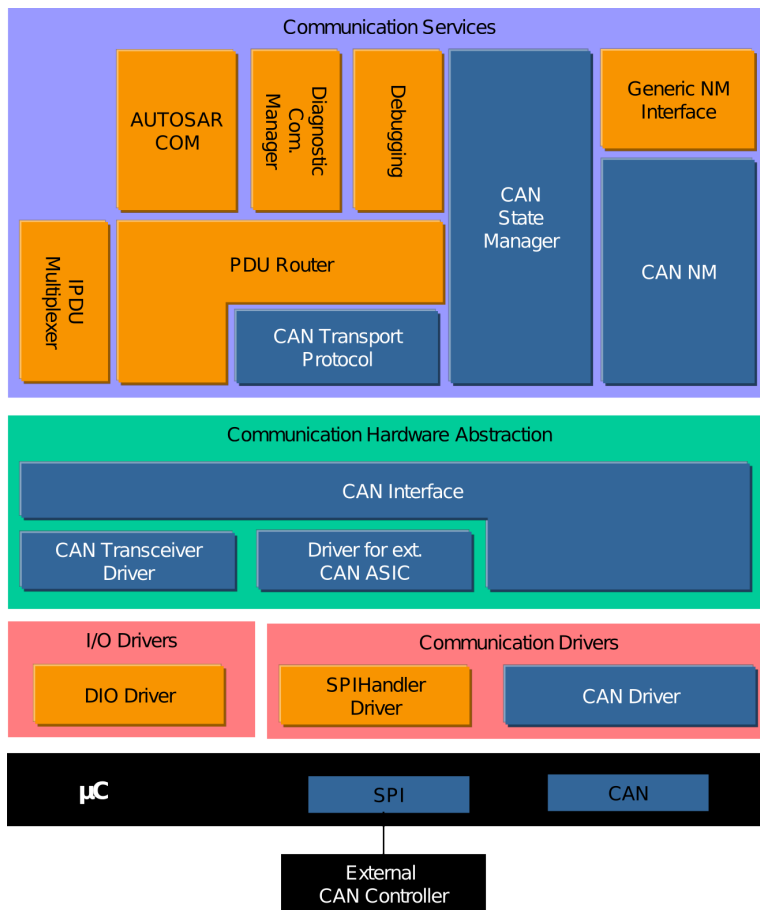 Communication Services
AUTOSAR
COM
Diagnostic
Com.
Manager
Debugging
CAN
State
Manager
Generic NM
Interface
CAN NM
IPDU
Multiplexer
PDU Router
CAN Transport
Protocol
Communication Hardware Abstraction
CAN Interface
CAN Transceiver
Driver
Driver for ext.
CAN ASIC
I/O Drivers
DIO Driver
Communication Drivers
SPIHandler
Driver
CAN Driver
µC
SPI
CAN
External
CAN Controller